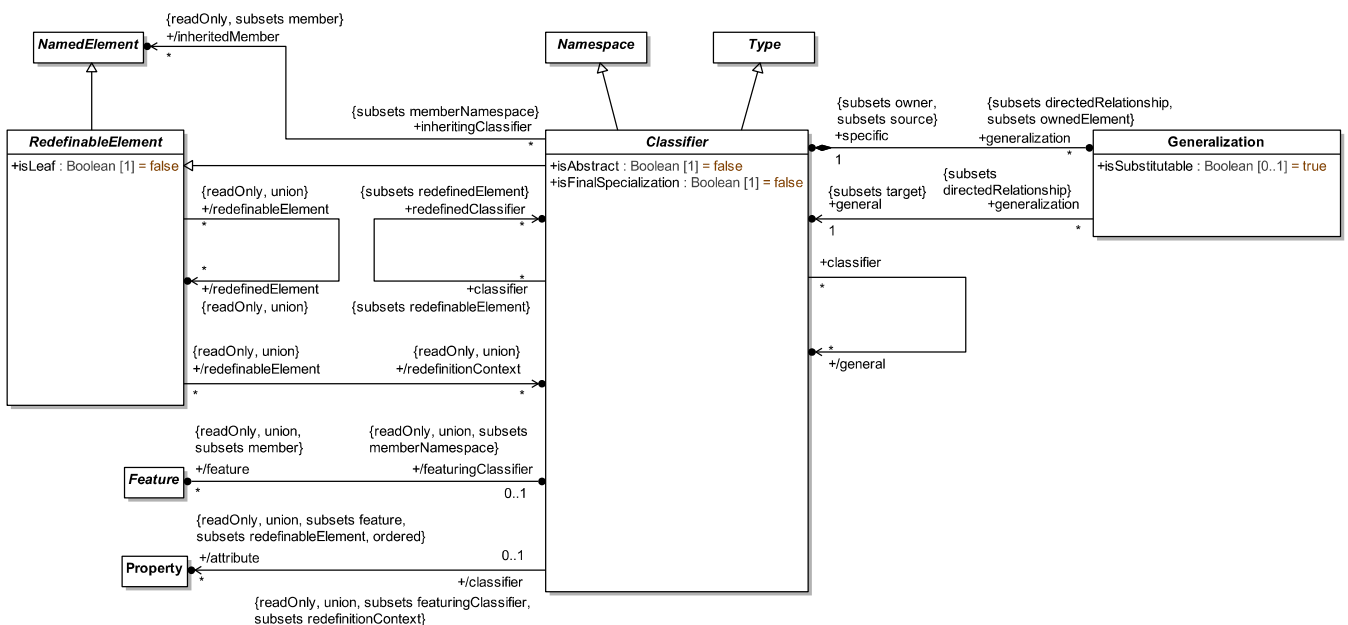 {readOnly, subsets member}
+/inheritedMember
*
NamedElement
Namespace
Type
{subsets memberNamespace}
+inheritingClassifier
*
{subsets owner,
subsets source}
+specific
1
{subsets directedRelationship,
subsets ownedElement}
+generalization
*
RedefinableElement
+isLeaf : Boolean [1] = false
Classifier
+isAbstract : Boolean [1] = false
+isFinalSpecialization : Boolean [1] = false
Generalization
+isSubstitutable : Boolean [0..1] = true
{readOnly, union}
+/redefinableElement
*
{subsets redefinedElement}
+redefinedClassifier
*
{subsets target}
+general
1
{subsets
directedRelationship}
+generalization
*
*
+/redefinedElement
{readOnly, union}
*
+classifier
{subsets redefinableElement}
+classifier
*
*
+/general
{readOnly, union}
+/redefinableElement
*
{readOnly, union}
+/redefinitionContext
*
{readOnly, union,
subsets member}
+/feature
*
{readOnly, union, subsets
memberNamespace}
+/featuringClassifier
0..1
Feature
{readOnly, union, subsets feature,
subsets redefinableElement, ordered}
+/attribute
*
0..1
Property
+/classifier
{readOnly, union, subsets featuringClassifier,
subsets redefinitionContext}